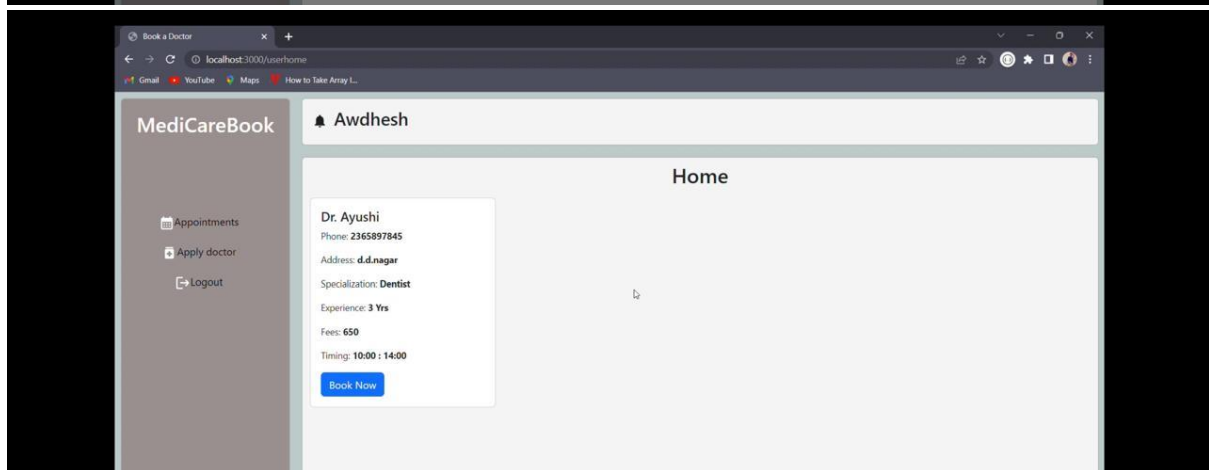 Book a Doctor
localhost:3000/userhome
Gmail YouTube Maps How to Take Array I...
MediCareBook
Awdhesh
Home
Appointments
Apply doctor
Logout
Dr. Ayushi
Phone: 2365897845
Address: d.d.nagar
Specialization: Dentist
Experience: 3 Yrs
Fees: 650
Timing: 10:00 : 14:00
Book Now